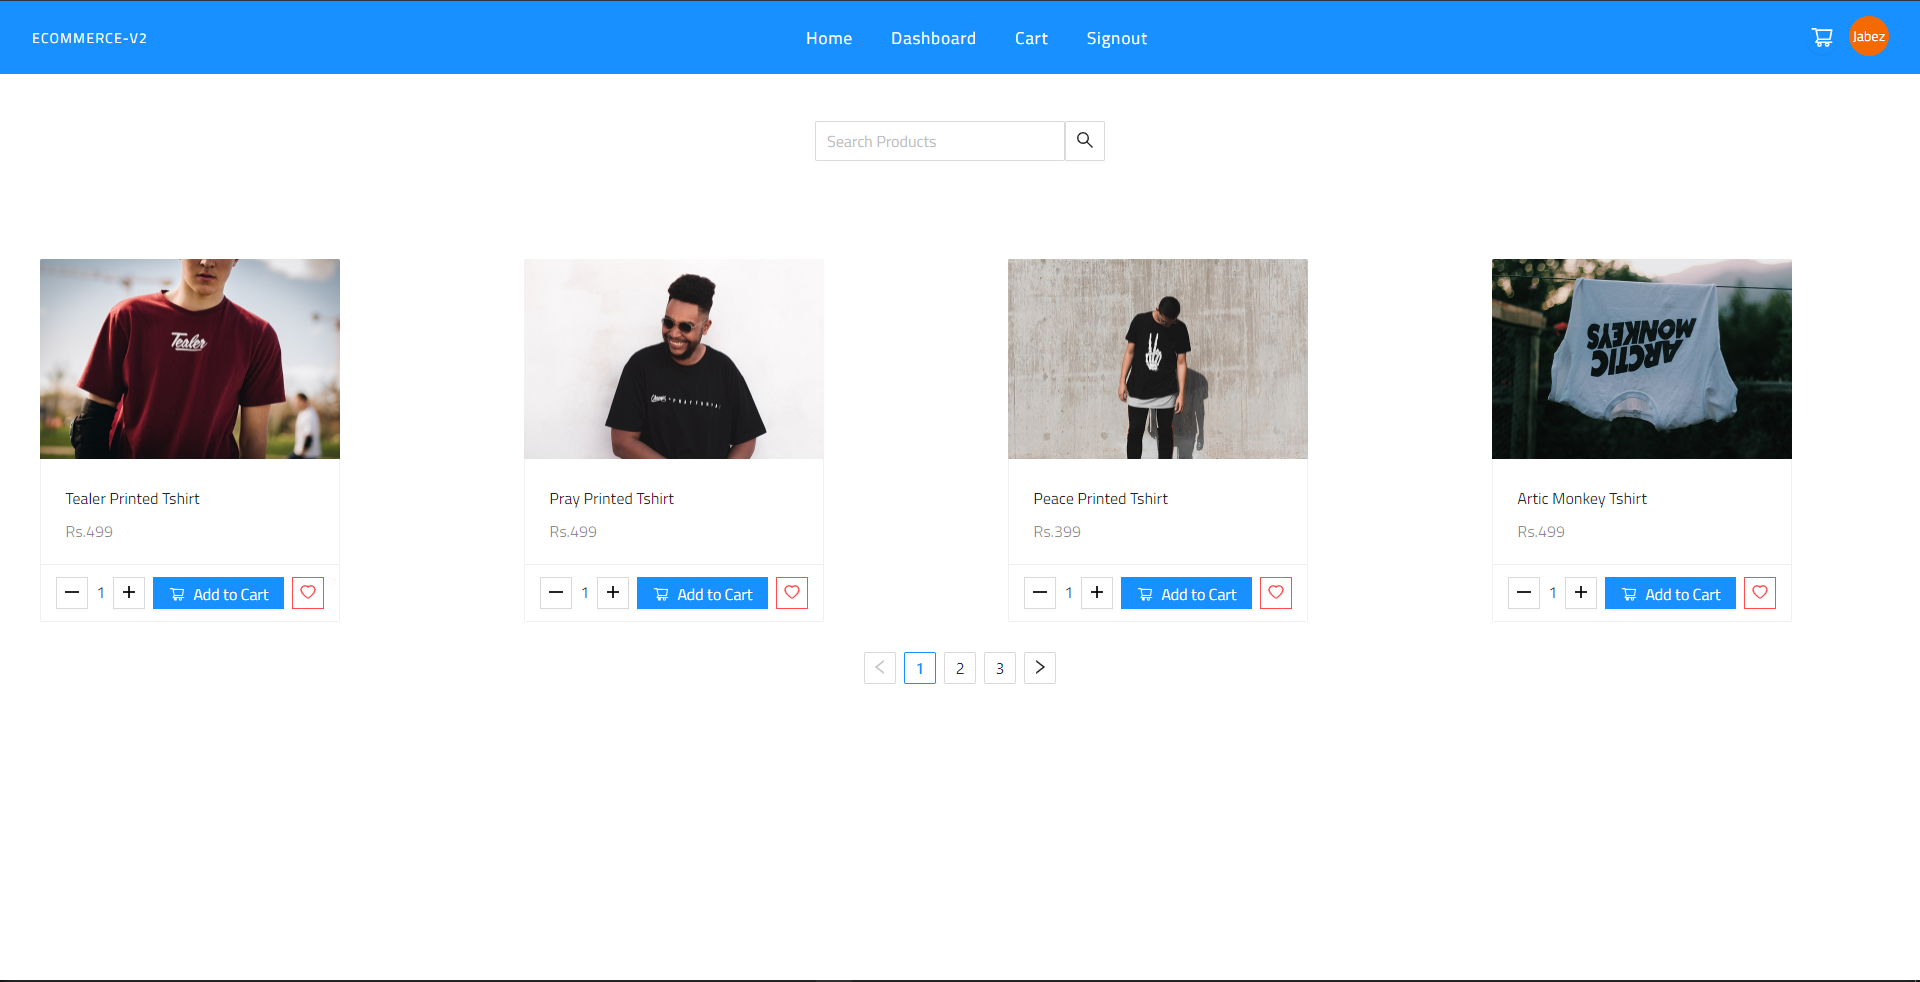 ECOMMERCE-V2
Home Dashboard Cart Signout
Jabez
Search Products
Tealer
ARCTIC
MONKEYS
Tealer Printed Tshirt
Rs.499
Pray Printed Tshirt
Rs.499
Peace Printed Tshirt
Rs.399
Artic Monkey Tshirt
Rs.499
1 Add to Cart
1 Add to Cart
1 Add to Cart
1 Add to Cart
1 2 3